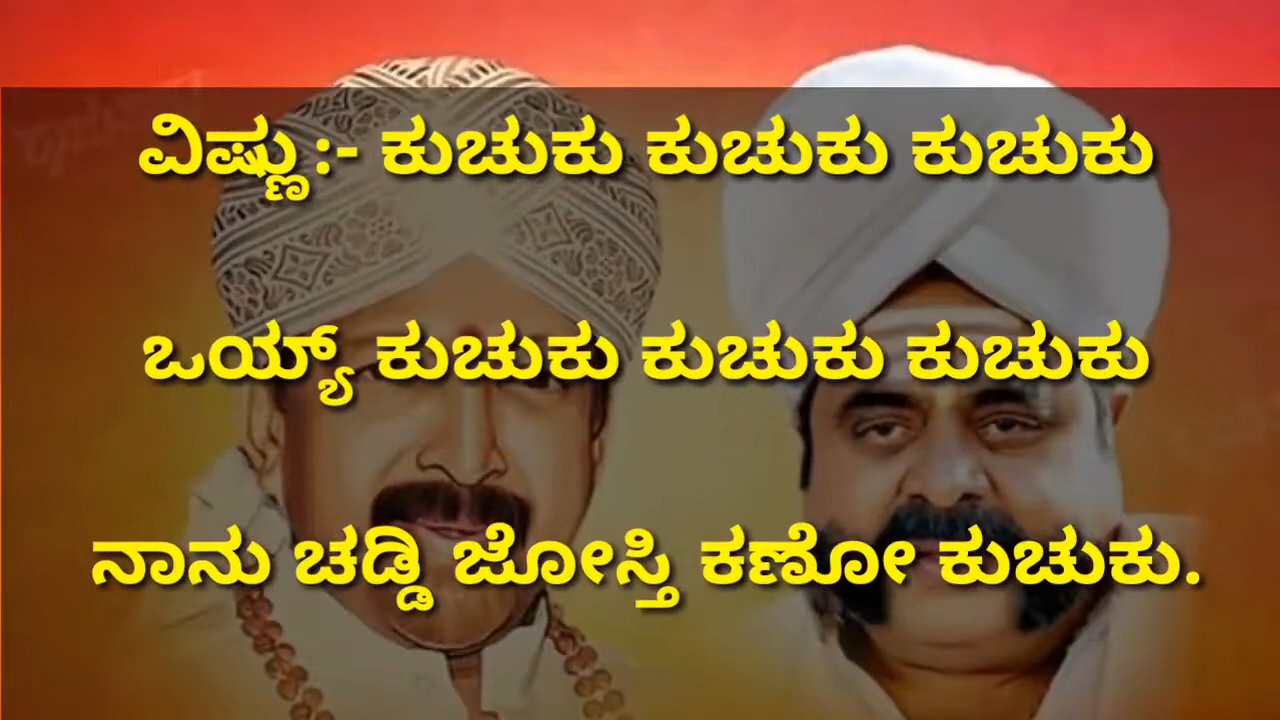 ವಿಷ್ಣು:- ಕುಚುಕು ಕುಚುಕು ಕುಚುಕು
ಒಯ್ಯ್ ಕುಚುಕು ಕುಚುಕು ಕುಚುಕು
ನಾನು ಚಡ್ಡಿ ಜೋಸ್ತಿ ಕಣೋ ಕುಚುಕು.